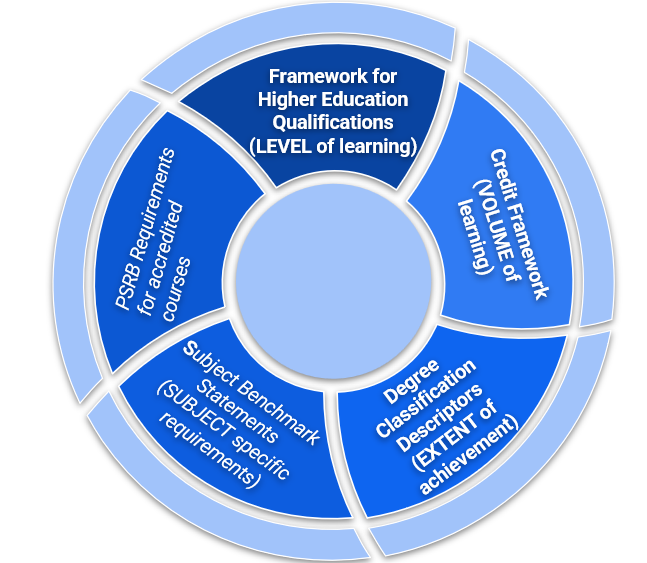 Framework for
Higher Education
Qualifications
(LEVEL of learning)
Credit Framework
(VOLUME of
learning)
Degree
Classification
Descriptors
(EXTENT of
achievement)
Subject Benchmark
Statements
(SUBJECT specific
requirements)
PSRB Requirements
for accredited
courses